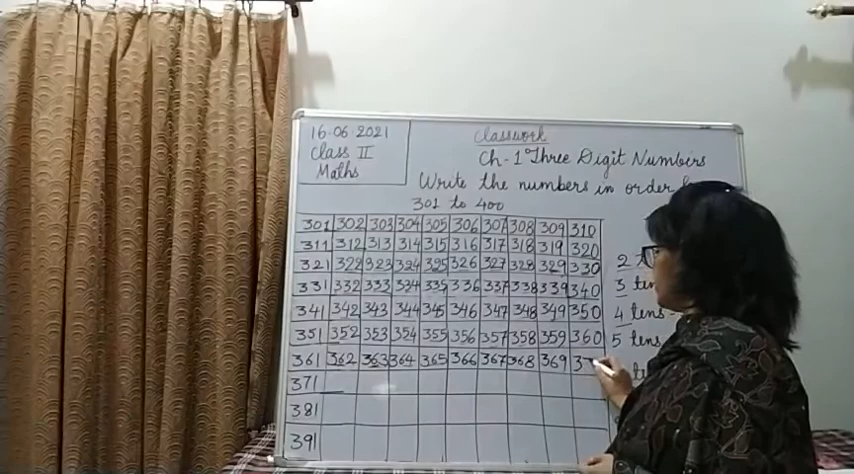 16.06.2021
Class II
Maths
Classwork
Ch-1 Three Digit Numbers
Write the numbers in order
301 to 400
301 302 303 304 305 306 307 308 309 310
311 312 313 314 315 316 317 318 319 320
321 322 323 324 325 326 327 328 329 330
331 332 333 334 335 336 337 338 339 340
341 342 343 344 345 346 347 348 349 350
351 352 353 354 355 356 357 358 359 360
361 362 363 364 365 366 367 368 369 37
371
381
391
2
3 tens
4 tens
5 tens